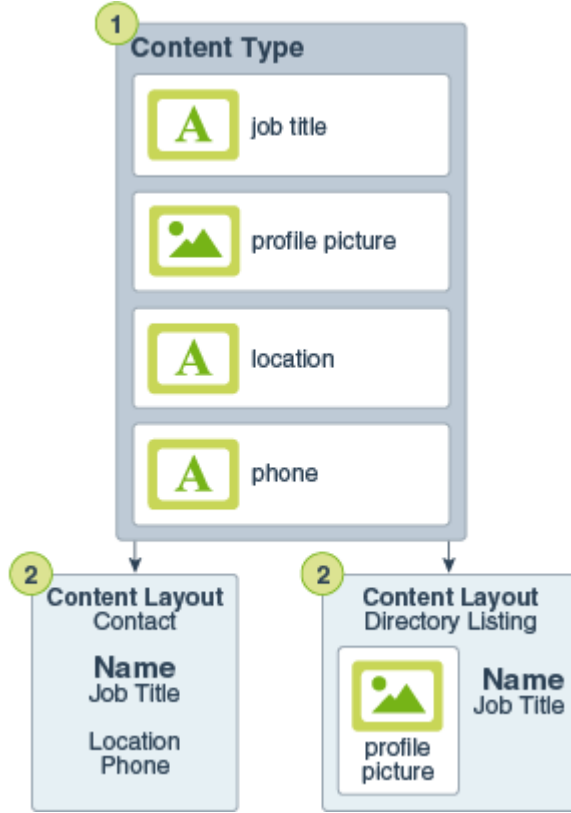 1
Content Type
A
job title
profile picture
A
location
A
phone
2
Content Layout
Contact
Name
Job Title
Location
Phone
2
Content Layout
Directory Listing
Name
Job Title
profile
picture